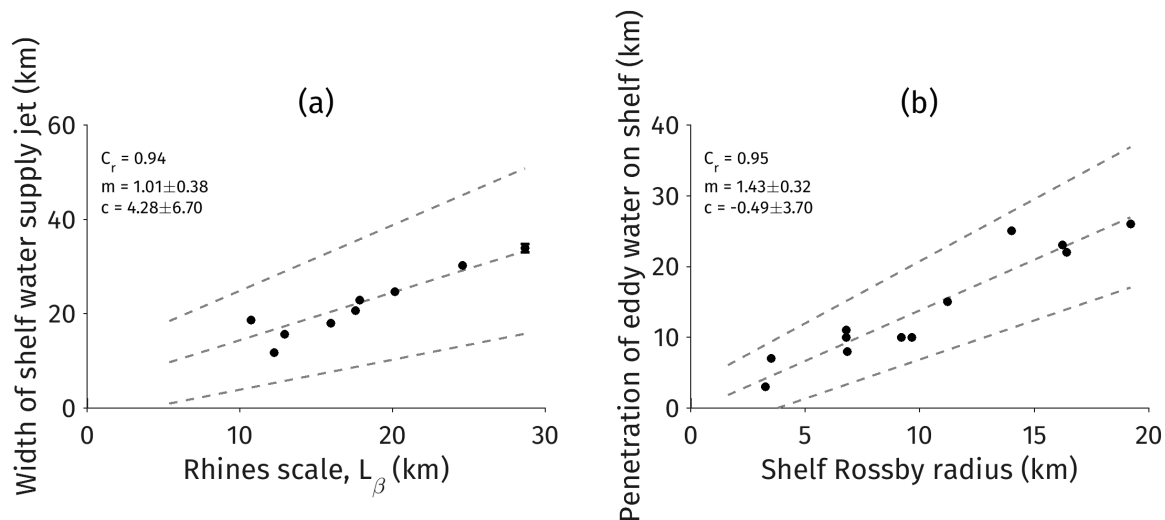 (a)
Width of shelf water supply jet (km)
60
40
20
0
C_r = 0.94
m = 1.01±0.38
c = 4.28±6.70
0 10 20 30
Rhines scale, L_β (km)
(b)
Penetration of eddy water on shelf (km)
40
30
20
10
0
C_r = 0.95
m = 1.43±0.32
c = -0.49±3.70
0 5 10 15 20
Shelf Rossby radius (km)